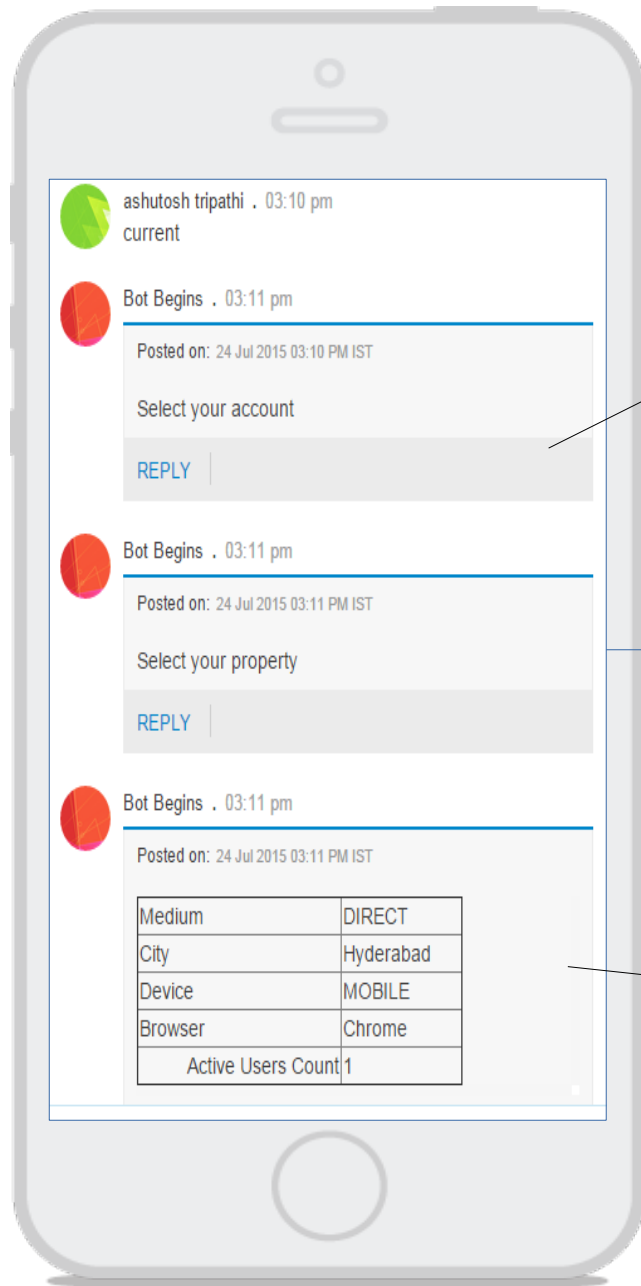 ashutosh tripathi . 03:10 pm
current
Bot Begins . 03:11 pm
Posted on: 24 Jul 2015 03:10 PM IST
Select your account
REPLY
Bot Begins . 03:11 pm
Posted on: 24 Jul 2015 03:11 PM IST
Select your property
REPLY
Bot Begins . 03:11 pm
Posted on: 24 Jul 2015 03:11 PM IST
Medium DIRECT
City Hyderabad
Device MOBILE
Browser Chrome
Active Users Count 1